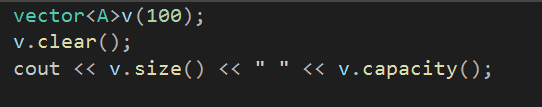 vector<A>v(100);
v.clear();
cout << v.size() << " " << v.capacity();